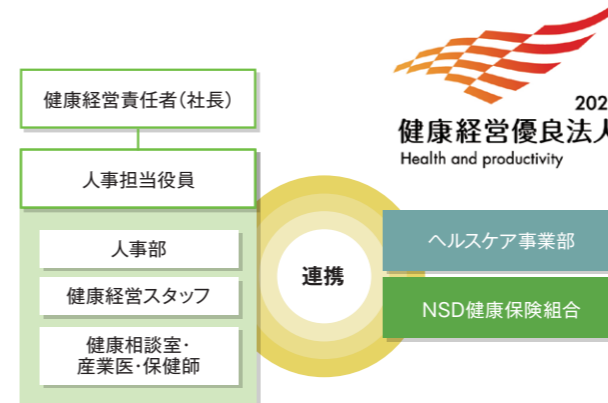 健康経営責任者(社長)
人事担当役員
人事部
健康経営スタッフ
健康相談室・
産業医・保健師
連携
202
健康経営優良法人
Health and productivity
ヘルスケア事業部
NSD健康保険組合